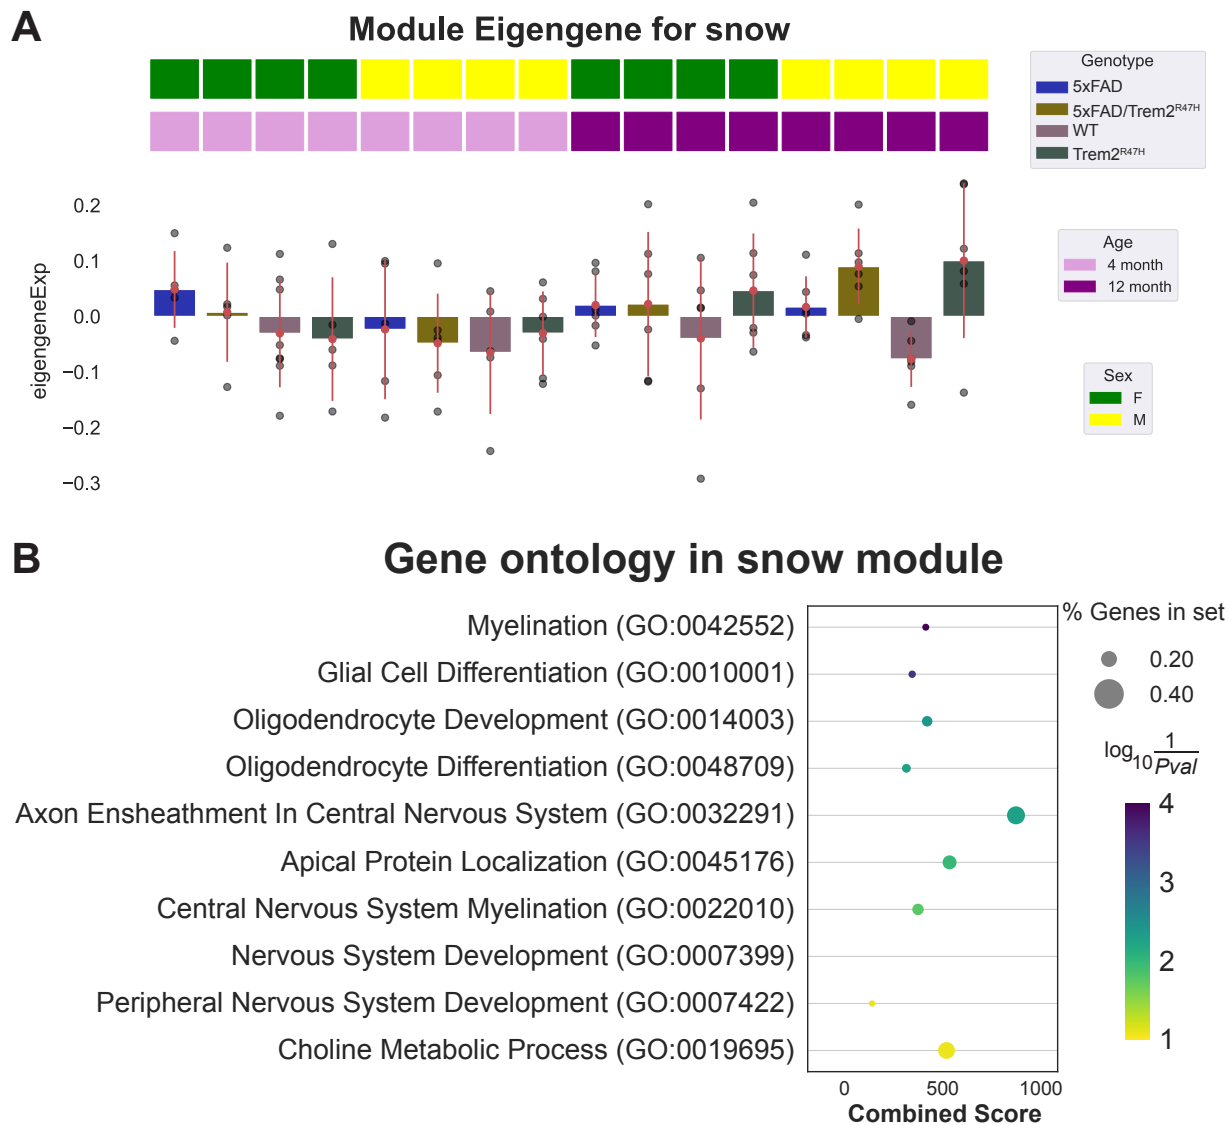 A
Module Eigengene for snow
Genotype
5xFAD
5xFAD/Trem2R47H
WT
Trem2R47H
Age
4 month
12 month
Sex
F
M
eigengeneExp
0.2
0.1
0.0
−0.1
−0.2
−0.3
B
Gene ontology in snow module
Myelination (GO:0042552)
Glial Cell Differentiation (GO:0010001)
Oligodendrocyte Development (GO:0014003)
Oligodendrocyte Differentiation (GO:0048709)
Axon Ensheathment In Central Nervous System (GO:0032291)
Apical Protein Localization (GO:0045176)
Central Nervous System Myelination (GO:0022010)
Nervous System Development (GO:0007399)
Peripheral Nervous System Development (GO:0007422)
Choline Metabolic Process (GO:0019695)
0 500 1000
Combined Score
% Genes in set
0.20
0.40
log10 1/Pval
4
3
2
1